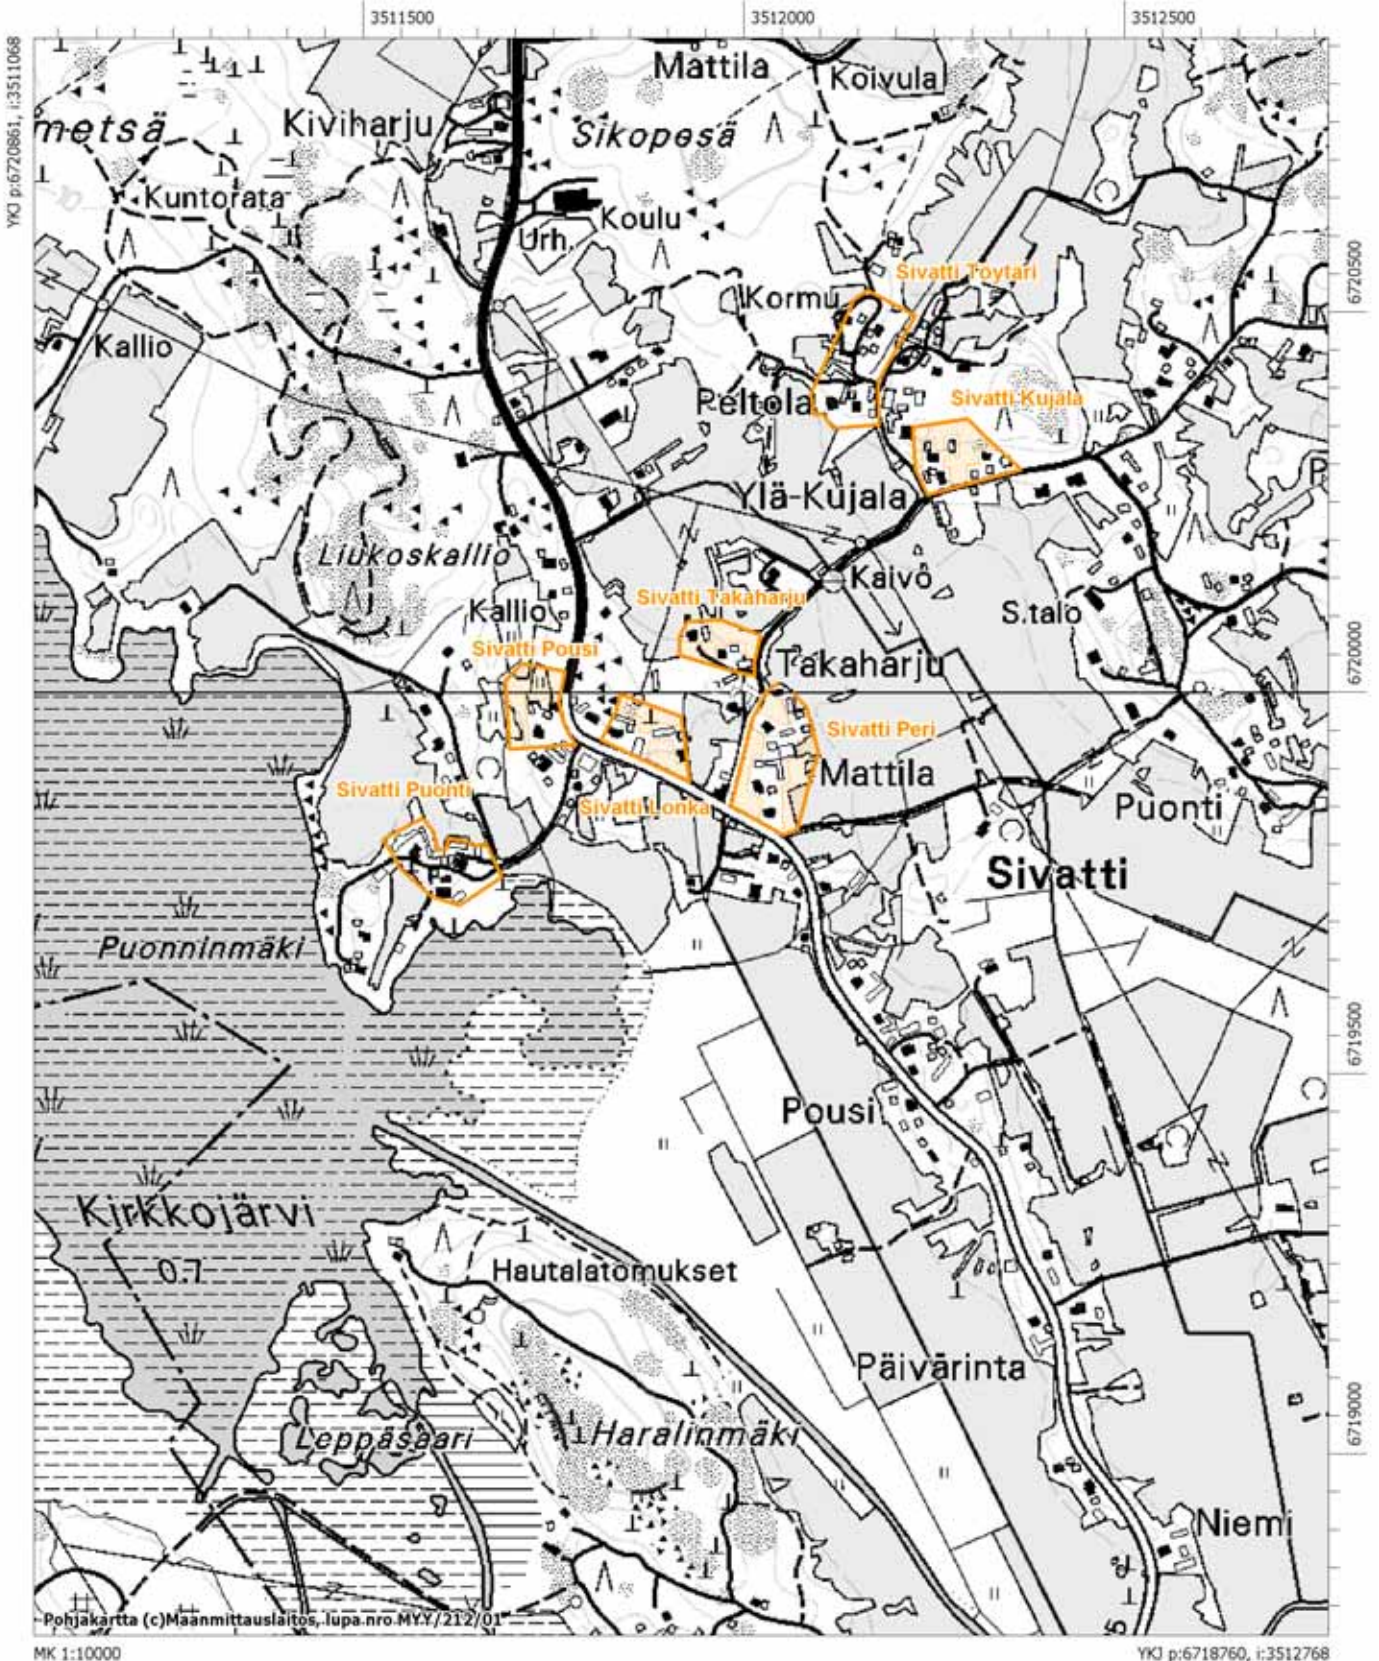 3511500
3512000
3512500
YKJ p:6720861, i:3511068
Mattila
Koivula
Kiviharju
metsä
Sikopesä
Kuntorata
Koulu
Urh.
6720500
Sivatti Töytäri
Kormu
Kallio
Peltola
Sivatti Kujala
P
Ylä-Kujala
Liukoskallio
Kaivo
Sivatti Takaharju
Kallio
S.talo
6720000
Sivatti Pousi
Takaharju
Sivatti Peri
Mattila
Sivatti Puonti
Sivatti Lonka
Puonti
Sivatti
Puonninmäki
6719500
Pousi
Kirkkojärvi
0.7
Hautalatomukset
Päivärinta
6719000
Leppäsaari
Haralinmäki
Niemi
Pohjakartta (c)Maanmittauslaitos, lupa nro MYY/212/01
MK 1:10000
YKJ p:6718760, i:3512768